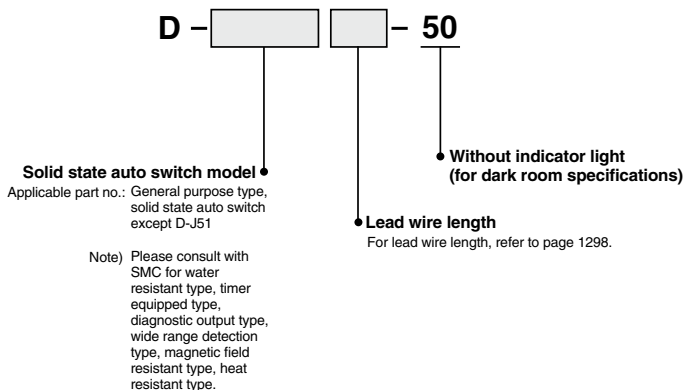 D – – 50
Without indicator light
(for dark room specifications)
Solid state auto switch model
Applicable part no.: General purpose type,
solid state auto switch
except D-J51
Lead wire length
For lead wire length, refer to page 1298.
Note) Please consult with
SMC for water
resistant type, timer
equipped type,
diagnostic output type,
wide range detection
type, magnetic field
resistant type, heat
resistant type.